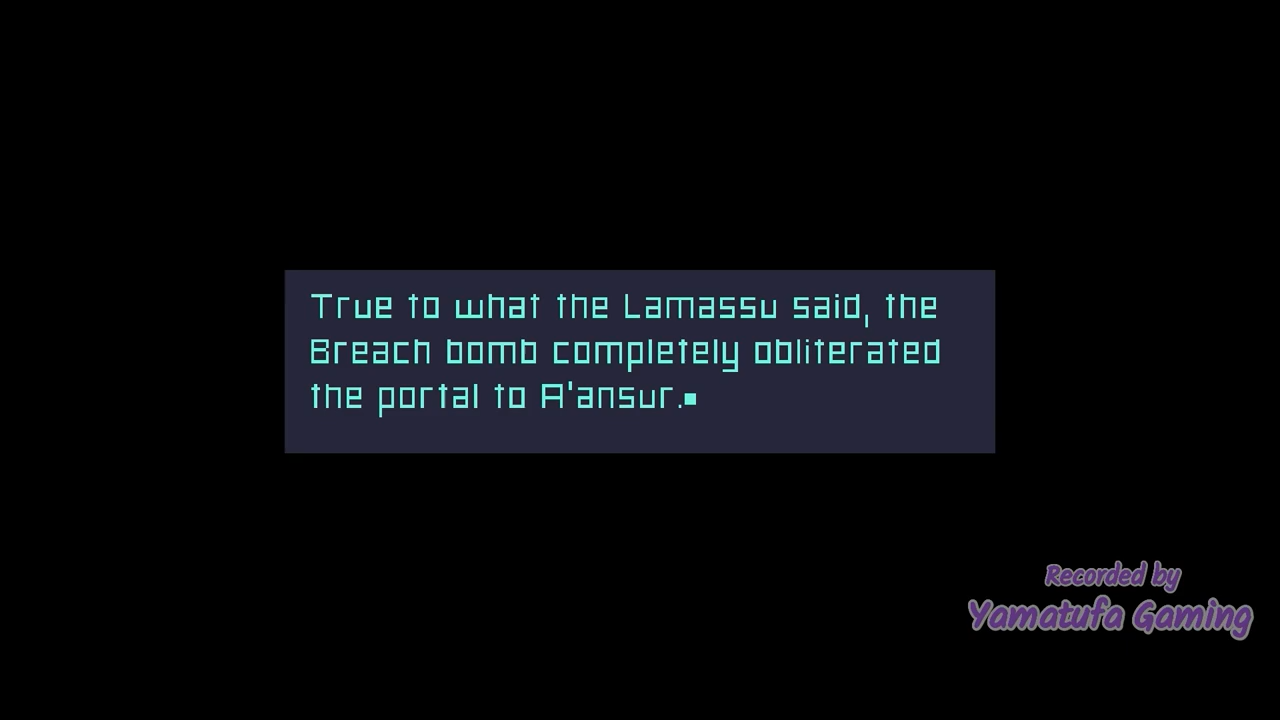 True to what the Lamassu said, the
Breach bomb completely obliterated
the portal to A'ansur.
Recorded by
Yamatufa Gaming